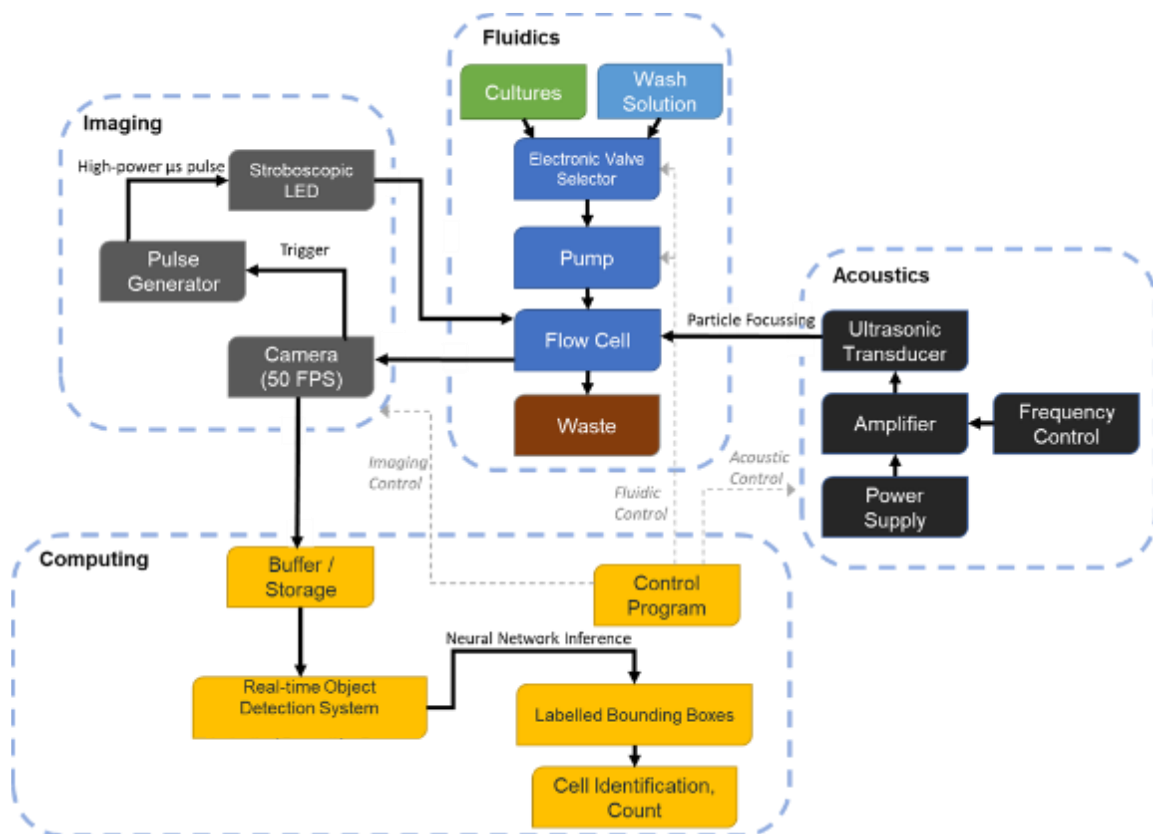 Fluidics
Cultures
Wash
Solution
Imaging
High-power µs pulse
Stroboscopic
LED
Electronic Valve
Selector
Trigger
Pulse
Generator
Pump
Acoustics
Particle Focussing
Ultrasonic
Transducer
Flow Cell
Camera
(50 FPS)
Waste
Amplifier
Frequency
Control
Imaging
Control
Acoustic
Control
Fluidic
Control
Power
Supply
Computing
Buffer /
Storage
Control
Program
Neural Network Inference
Real-time Object
Detection System
Labelled Bounding Boxes
Cell Identification,
Count